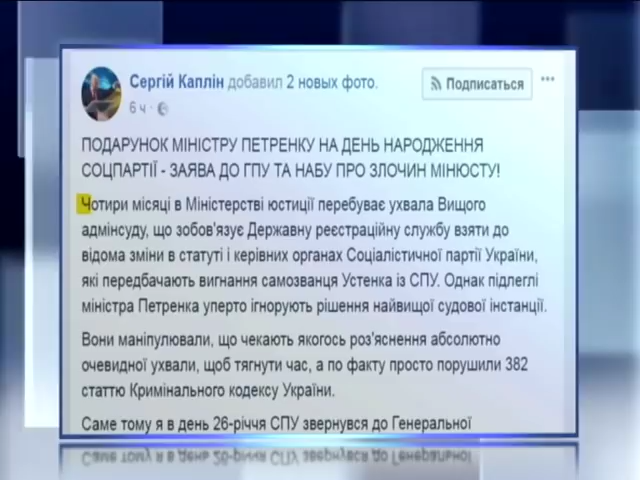 Сергій Каплін добавил 2 новых фото.
6 ч ·
Подписаться
ПОДАРУНОК МІНІСТРУ ПЕТРЕНКУ НА ДЕНЬ НАРОДЖЕННЯ
СОЦПАРТІЇ - ЗАЯВА ДО ГПУ ТА НАБУ ПРО ЗЛОЧИН МІНЮСТУ!
Чотири місяці в Міністерстві юстиції перебуває ухвала Вищого
адмінсуду, що зобов'язує Державну реєстраційну службу взяти до
відома зміни в статуті і керівних органах Соціалістичної партії України,
які передбачають вигнання самозванця Устенка із СПУ. Однак підлеглі
міністра Петренка уперто ігнорують рішення найвищої судової інстанції.
Вони маніпулювали, що чекають якогось роз'яснення абсолютно
очевидної ухвали, щоб тягнути час, а по факту просто порушили 382
статтю Кримінального кодексу України.
Саме тому я в день 26-річчя СПУ звернувся до Генеральної